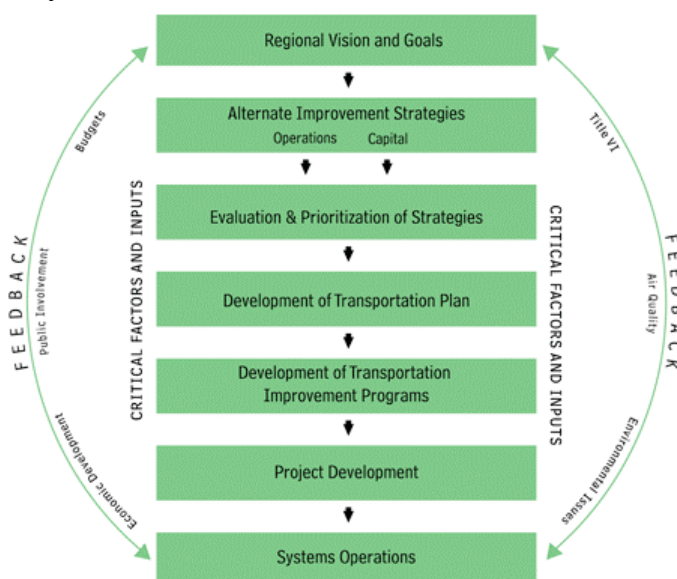 Regional Vision and Goals
Alternate Improvement Strategies
Operations Capital
Evaluation & Prioritization of Strategies
Development of Transportation Plan
Development of Transportation
Improvement Programs
Project Development
Systems Operations
FEEDBACK
Budgets
Public Involvement
Economic Development
CRITICAL FACTORS AND INPUTS
CRITICAL FACTORS AND INPUTS
Title VI
Air Quality
Environmental Issues
FEEDBACK